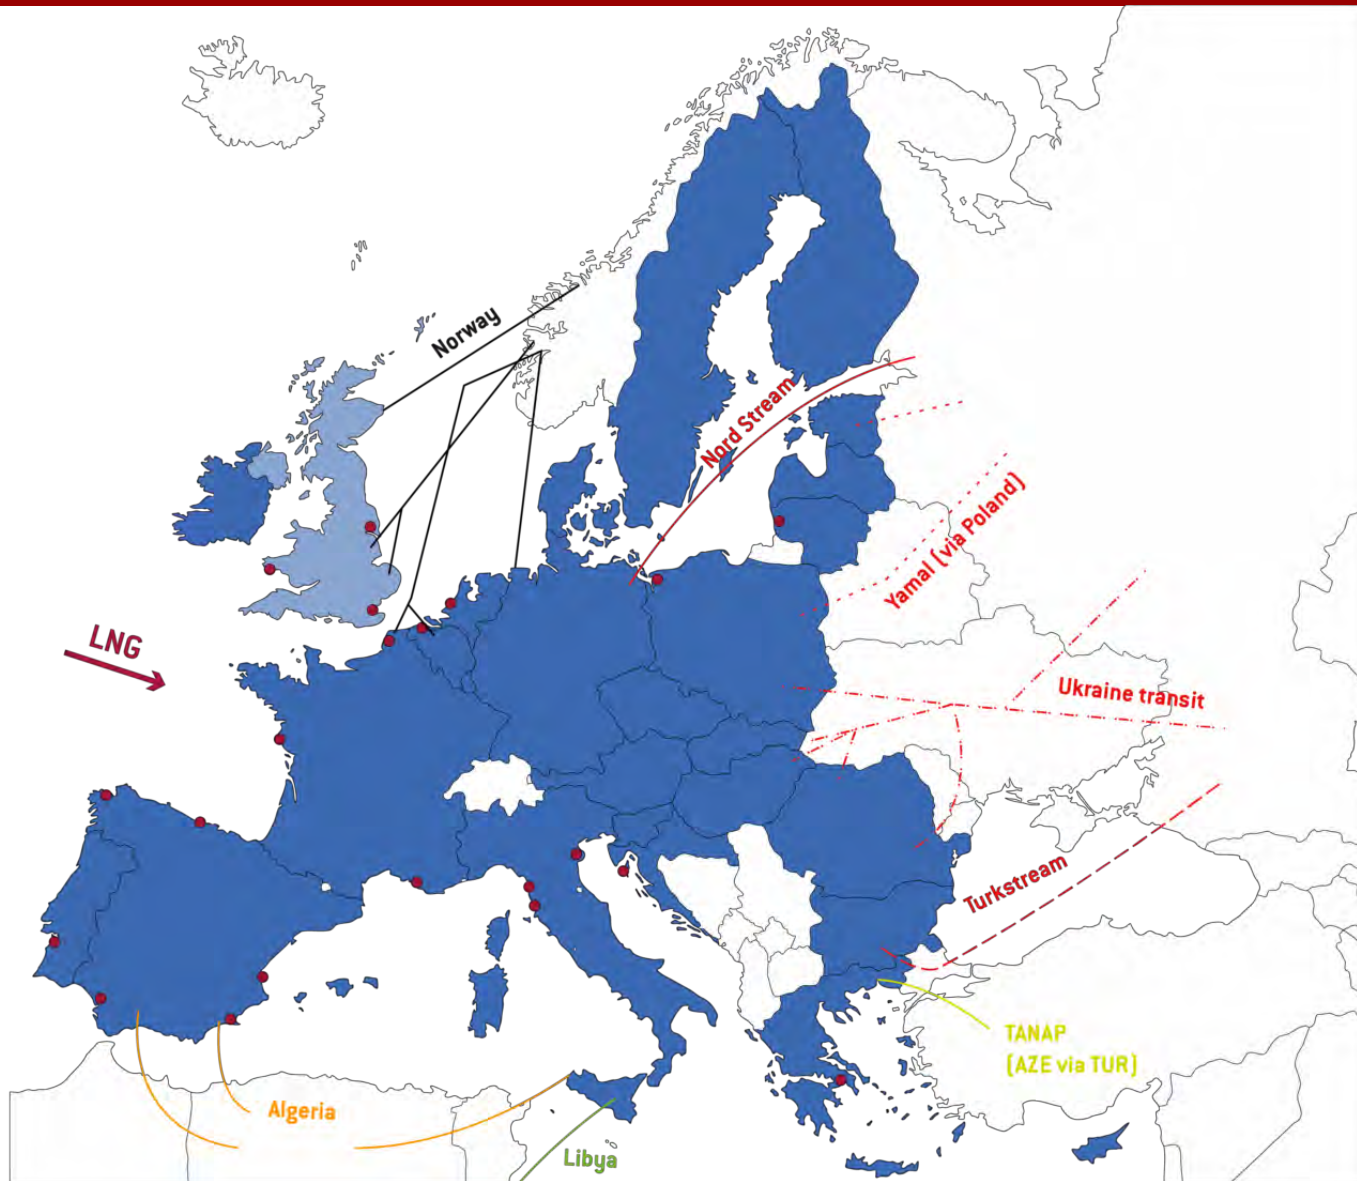 Norway
Nord Stream
Yamal (via Poland)
LNG
Ukraine transit
Turkstream
TANAP
(AZE via TUR)
Algeria
Libya